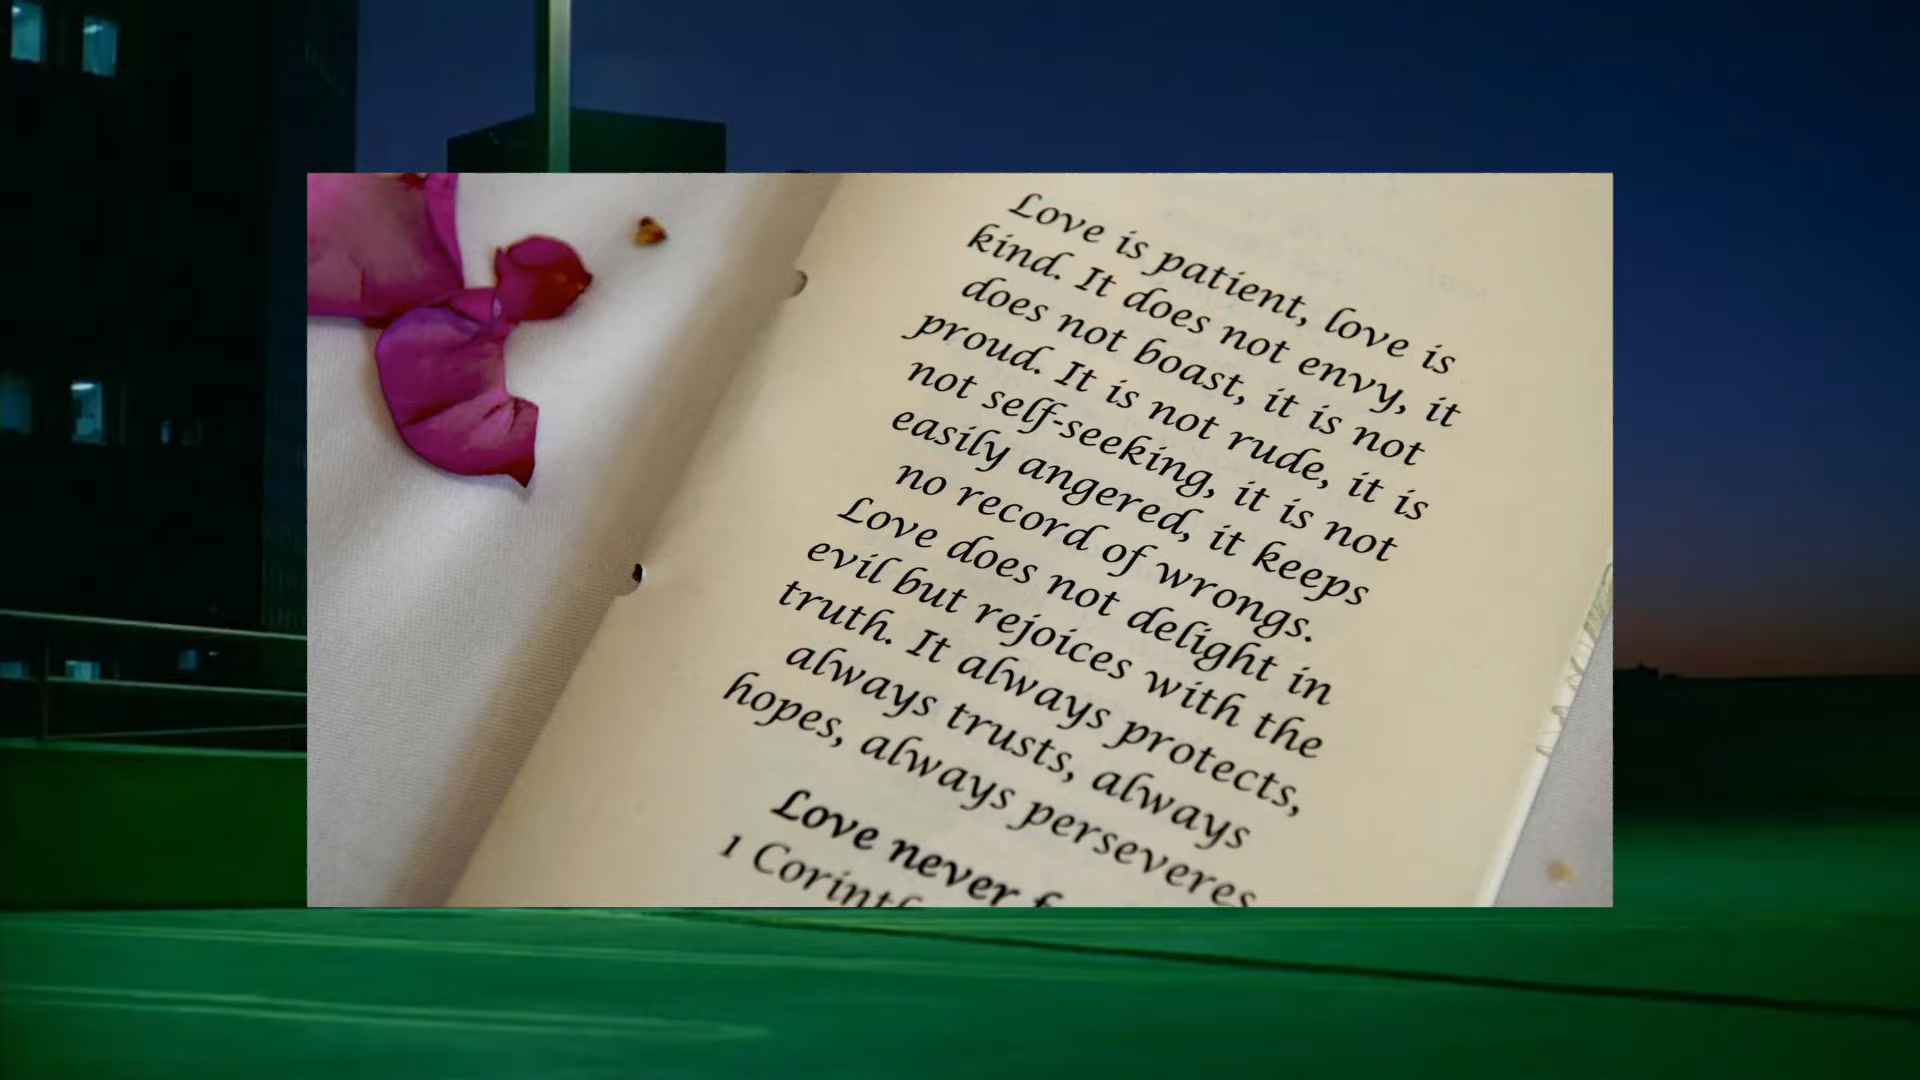 Love is patient, love is
kind. It does not envy, it
does not boast, it is not
proud. It is not rude, it is
not self-seeking, it is not
easily angered, it keeps
no record of wrongs.
Love does not delight in
evil but rejoices with the
truth. It always protects,
always trusts, always
hopes, always perseveres
Love never
1